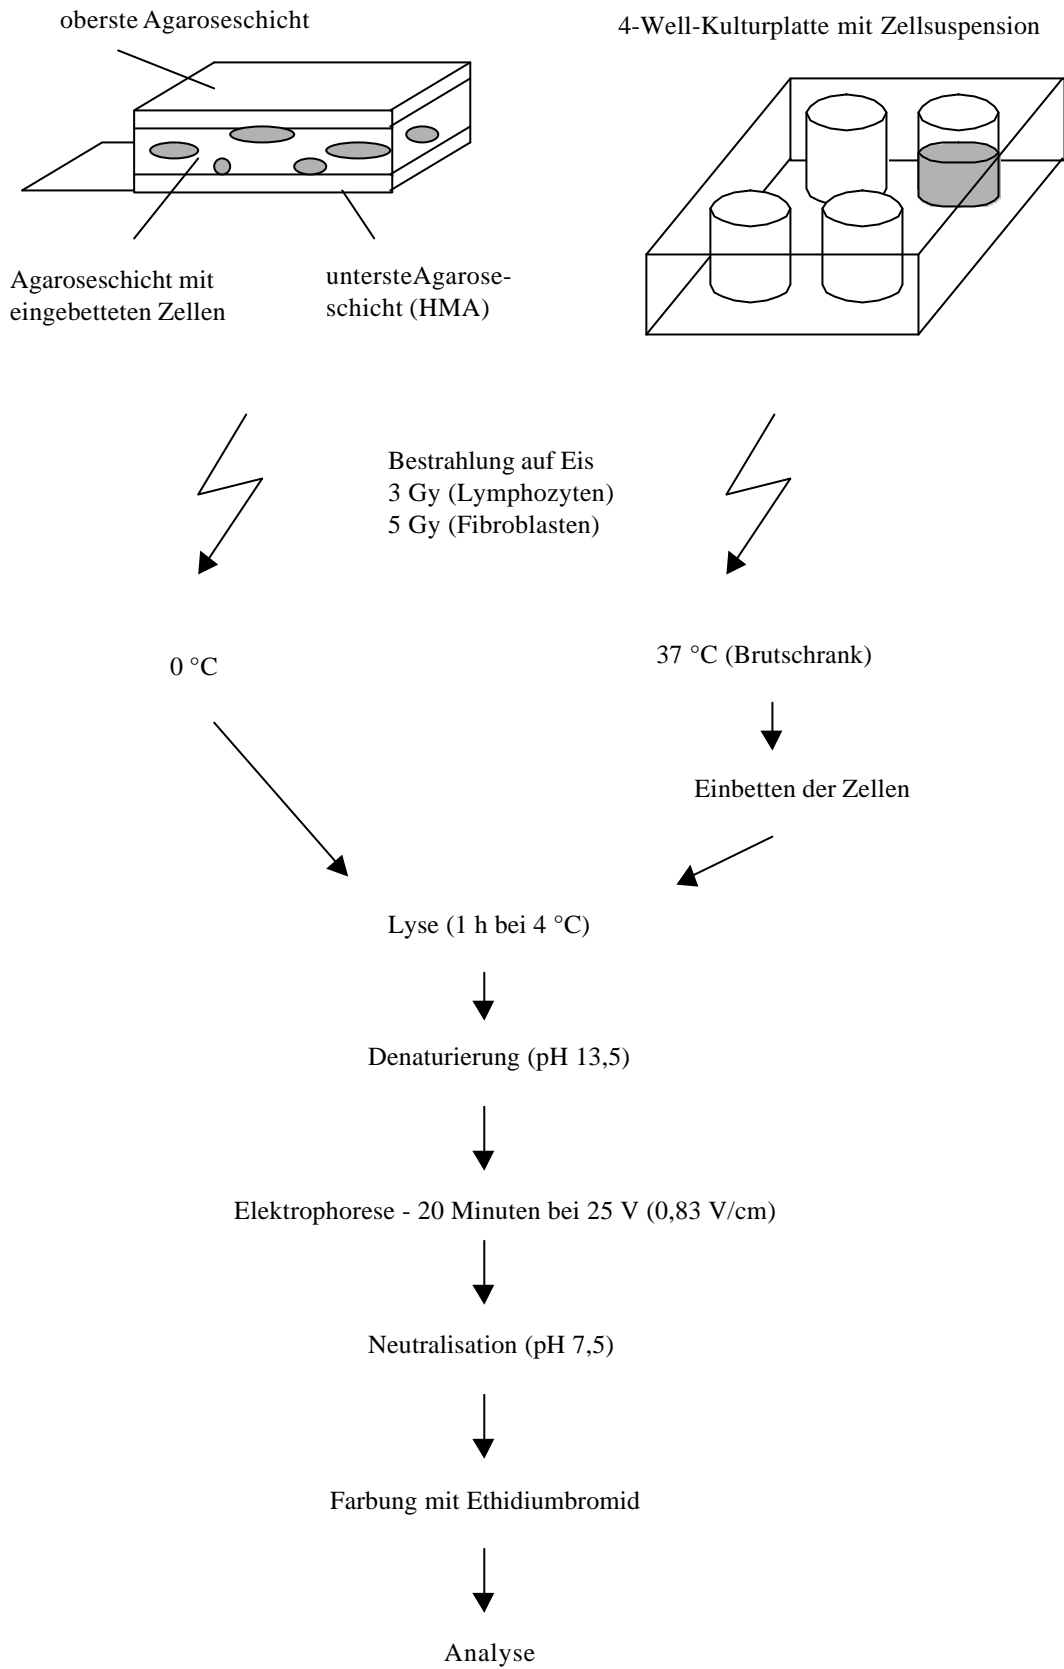 oberste Agaroseschicht
4-Well-Kulturplatte mit Zellsuspension
Agaroseschicht mit
eingebetteten Zellen
untersteAgarose-
schicht (HMA)
Bestrahlung auf Eis
3 Gy (Lymphozyten)
5 Gy (Fibroblasten)
0 °C
37 °C (Brutschrank)
Einbetten der Zellen
Lyse (1 h bei 4 °C)
Denaturierung (pH 13,5)
Elektrophorese - 20 Minuten bei 25 V (0,83 V/cm)
Neutralisation (pH 7,5)
Farbung mit Ethidiumbromid
Analyse